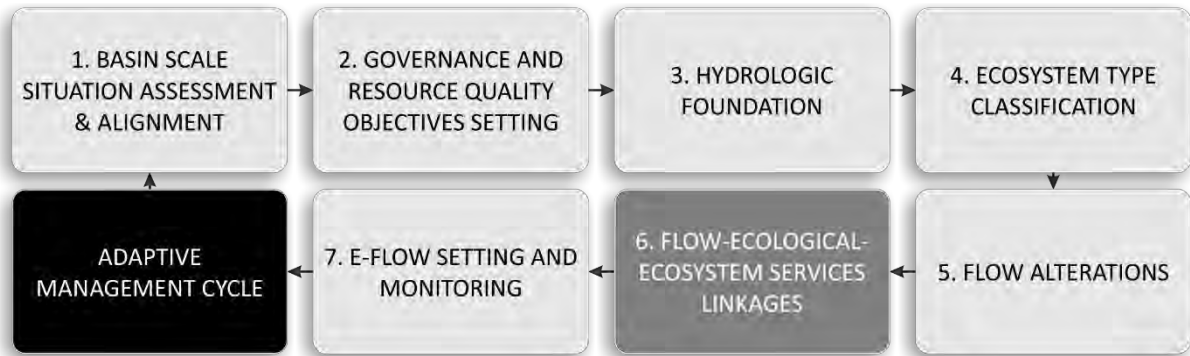 1. BASIN SCALE
SITUATION ASSESSMENT
& ALIGNMENT
2. GOVERNANCE AND
RESOURCE QUALITY
OBJECTIVES SETTING
3. HYDROLOGIC
FOUNDATION
4. ECOSYSTEM TYPE
CLASSIFICATION
5. FLOW ALTERATIONS
6. FLOW-ECOLOGICAL-
ECOSYSTEM SERVICES
LINKAGES
7. E-FLOW SETTING AND
MONITORING
ADAPTIVE
MANAGEMENT CYCLE